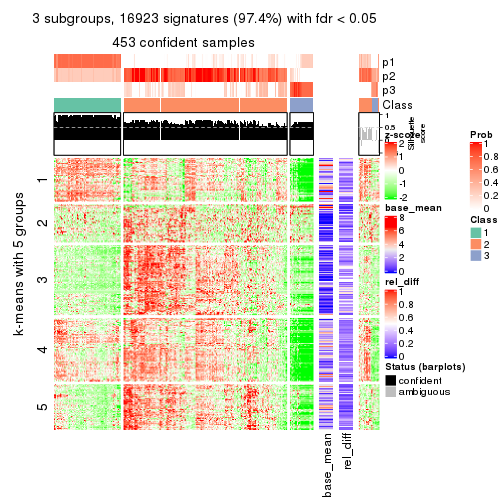 3 subgroups, 16923 signatures (97.4%) with fdr < 0.05
453 confident samples
p1
p2
p3
Class
1
0.5
0
Silhouette
score
k-means with 5 groups
1
2
3
4
5
base_mean
rel_diff
z-score
2
1
0
-1
-2
base_mean
8
6
4
2
0
rel_diff
1
0.8
0.6
0.4
0.2
0
Status (barplots)
confident
ambiguous
Prob
1
0.8
0.6
0.4
0.2
0
Class
1
2
3